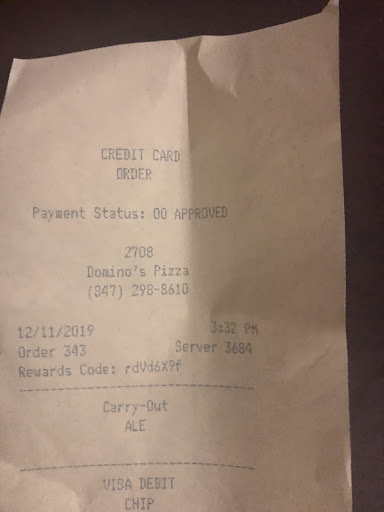 CREDIT CARD
ORDER
Payment Status: 00 APPROVED
2708
Domino's Pizza
(847) 298-8610
12/11/2019 3:32 PM
Order 343 Server 3684
Rewards Code: rdVd6X9f
Carry-Out
ALE
VISA DEBIT
CHIP